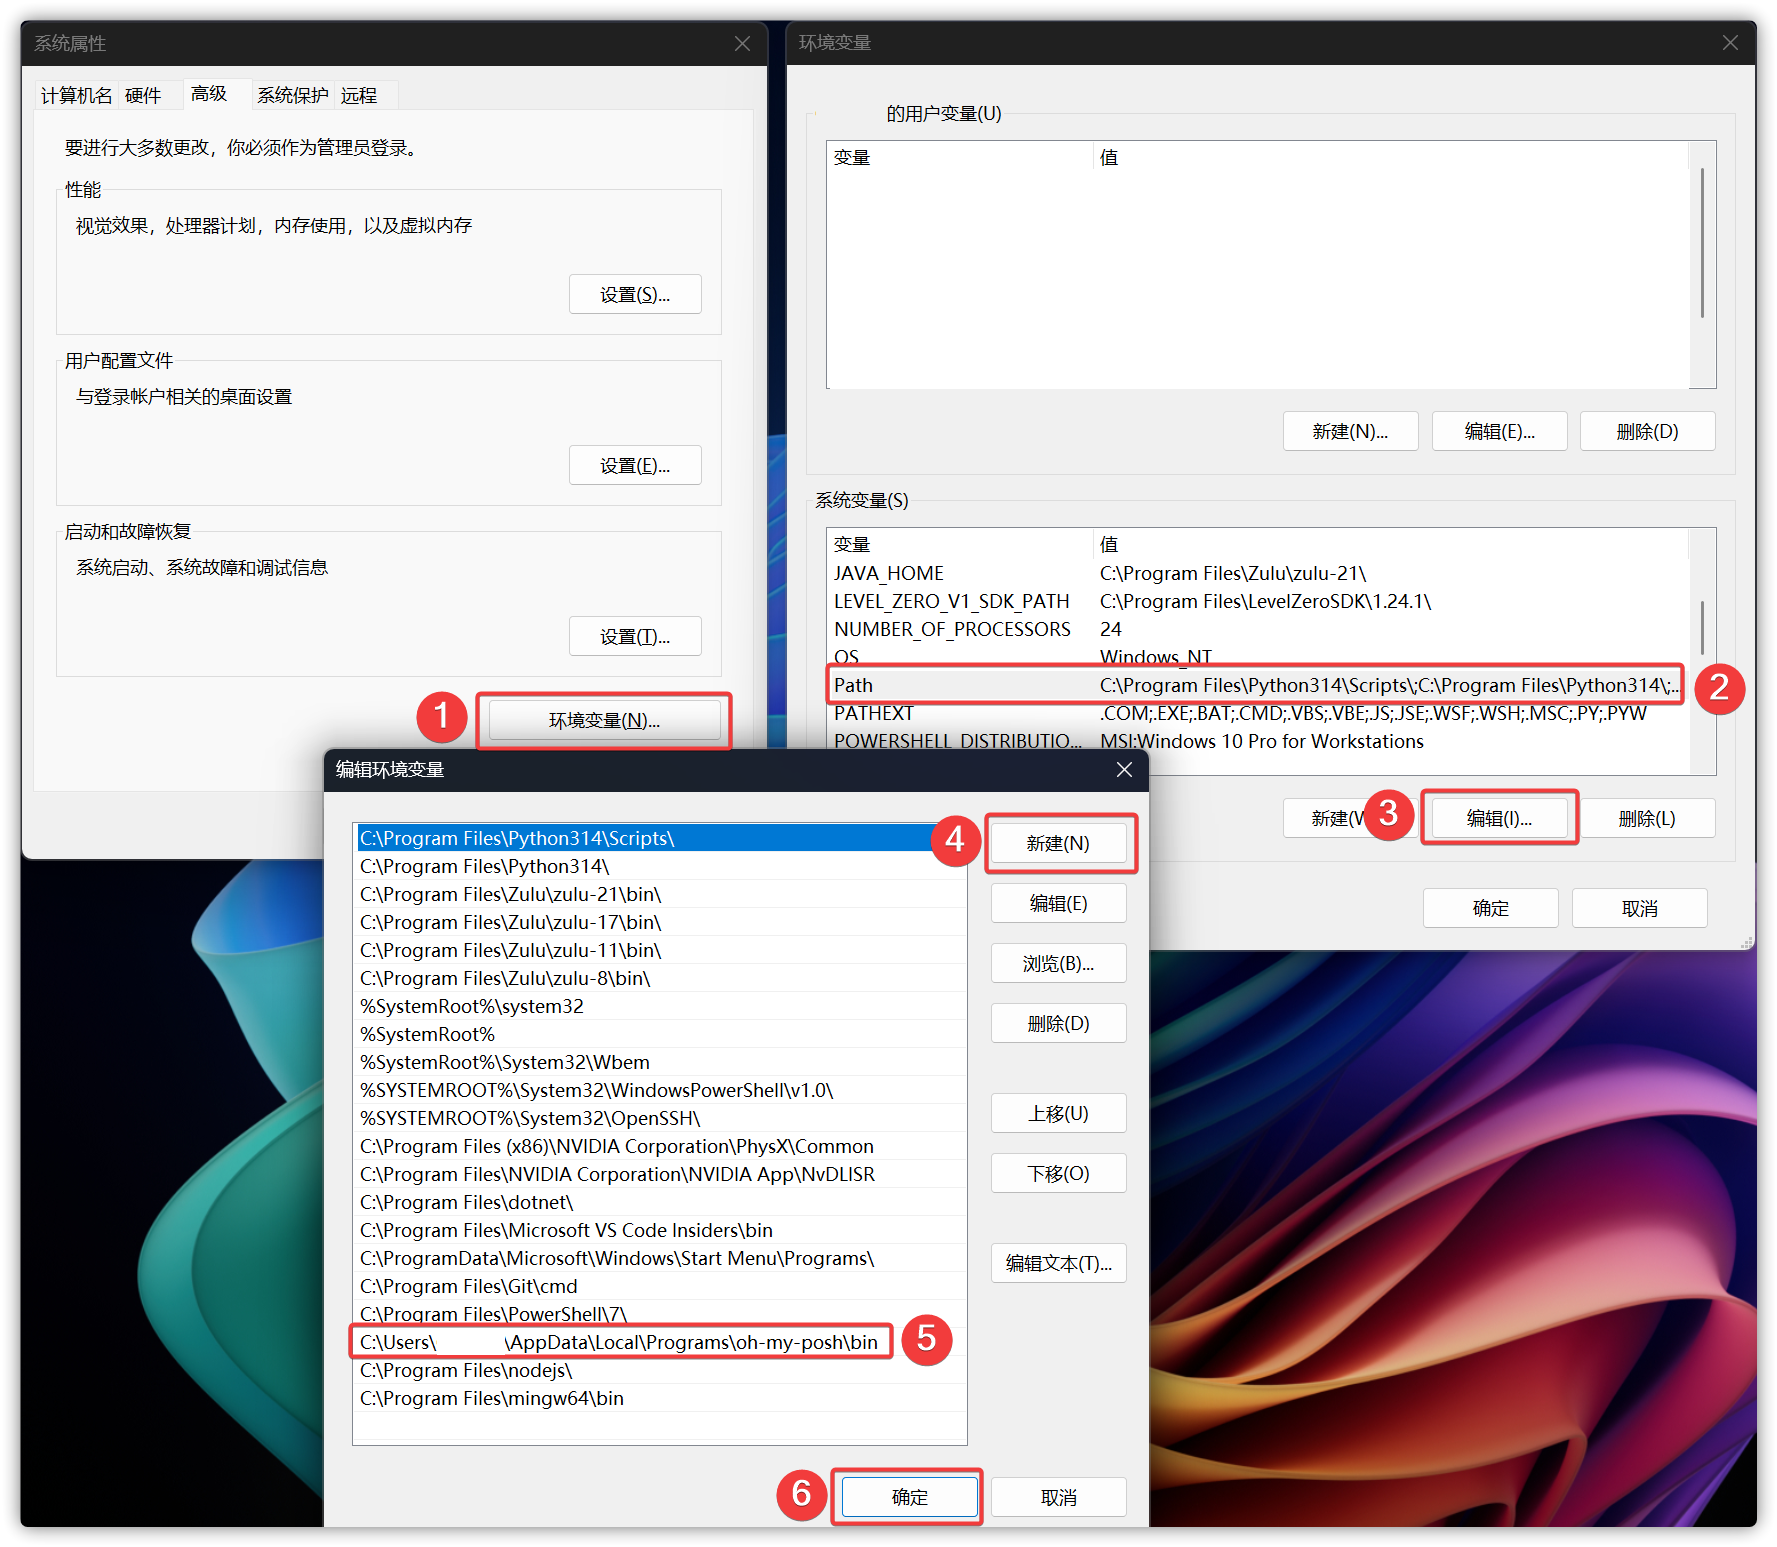 系统属性
计算机名 硬件 高级 系统保护 远程
要进行大多数更改，你必须作为管理员登录。
性能
视觉效果，处理器计划，内存使用，以及虚拟内存
设置(S)...
用户配置文件
与登录帐户相关的桌面设置
设置(E)...
启动和故障恢复
系统启动、系统故障和调试信息
设置(T)...
1
环境变量(N)...
环境变量
的用户变量(U)
变量 值
新建(N)... 编辑(E)... 删除(D)
系统变量(S)
变量 值
JAVA_HOME C:\Program Files\Zulu\zulu-21\
LEVEL_ZERO_V1_SDK_PATH C:\Program Files\LevelZeroSDK\1.24.1\
NUMBER_OF_PROCESSORS 24
OS Windows_NT
Path C:\Program Files\Python314\Scripts\;C:\Program Files\Python314\;...
2
PATHEXT .COM;.EXE;.BAT;.CMD;.VBS;.VBE;.JS;.JSE;.WSF;.WSH;.MSC;.PY;.PYW
POWERSHELL_DISTRIBUTIO... MSI:Windows 10 Pro for Workstations
新建(W 3 编辑(I)... 删除(L)
确定 取消
编辑环境变量
C:\Program Files\Python314\Scripts\
C:\Program Files\Python314\
C:\Program Files\Zulu\zulu-21\bin\
C:\Program Files\Zulu\zulu-17\bin\
C:\Program Files\Zulu\zulu-11\bin\
C:\Program Files\Zulu\zulu-8\bin\
%SystemRoot%\system32
%SystemRoot%
%SystemRoot%\System32\Wbem
%SYSTEMROOT%\System32\WindowsPowerShell\v1.0\
%SYSTEMROOT%\System32\OpenSSH\
C:\Program Files (x86)\NVIDIA Corporation\PhysX\Common
C:\Program Files\NVIDIA Corporation\NVIDIA App\NvDLISR
C:\Program Files\dotnet\
C:\Program Files\Microsoft VS Code Insiders\bin
C:\ProgramData\Microsoft\Windows\Start Menu\Programs\
C:\Program Files\Git\cmd
C:\Program Files\PowerShell\7\
C:\Users\ \AppData\Local\Programs\oh-my-posh\bin
5
C:\Program Files\nodejs\
C:\Program Files\mingw64\bin
4
新建(N)
编辑(E)
浏览(B)...
删除(D)
上移(U)
下移(O)
编辑文本(T)...
6
确定 取消